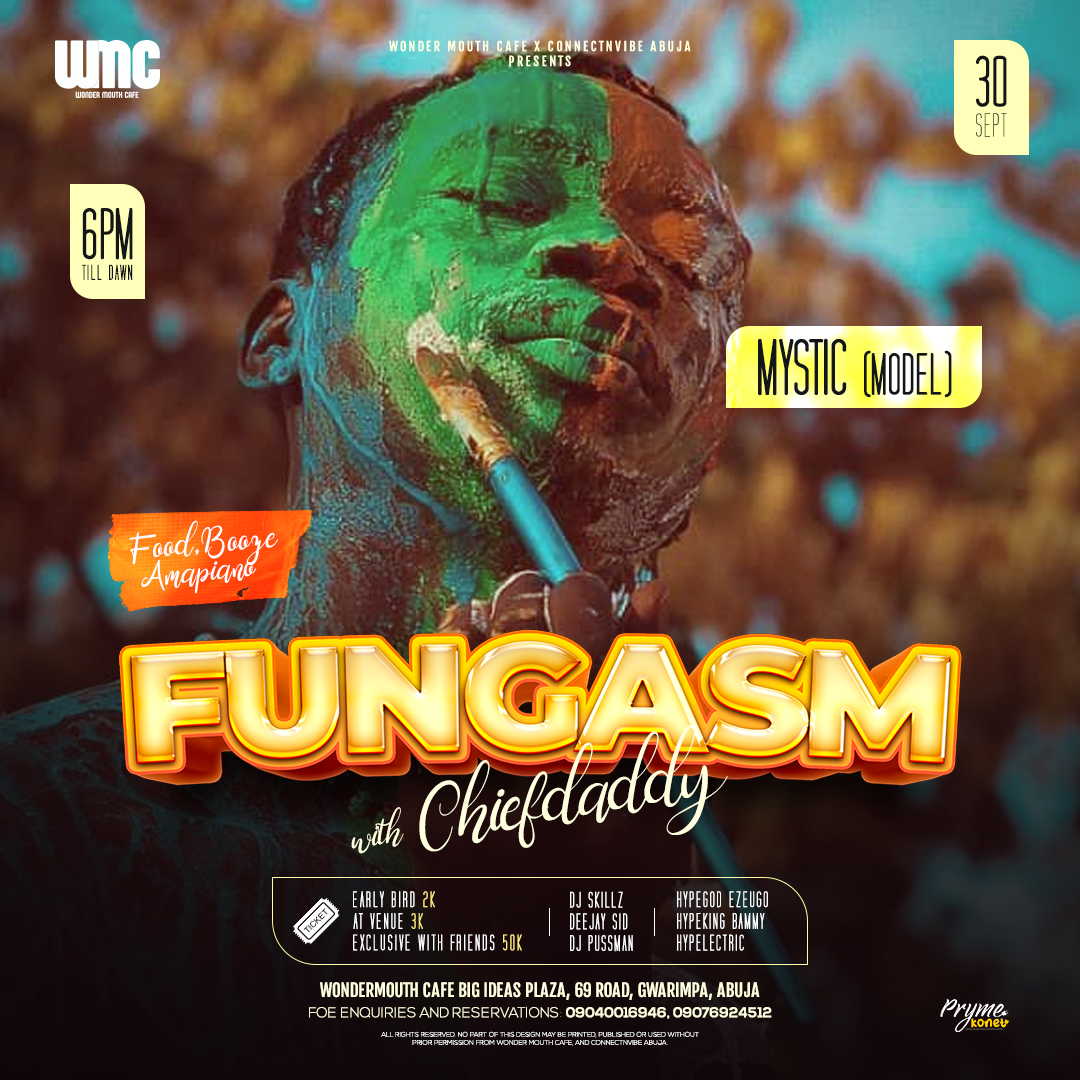 WMC
WONDER MOUTH CAFE
WONDER MOUTH CAFE X CONNECTNVIBE ABUJA
PRESENTS
30
SEPT
6PM
TILL DAWN
MYSTIC (MODEL)
Food, Booze
Amapiano
FUNGASM
with Chiefdaddy
TICKET
EARLY BIRD 2K
AT VENUE 3K
EXCLUSIVE WITH FRIENDS 50K
DJ SKILLZ
DEEJAY SID
DJ PUSSMAN
HYPEGOD EZEUGO
HYPEKING BAMMY
HYPELECTRIC
WONDERMOUTH CAFE BIG IDEAS PLAZA, 69 ROAD, GWARIMPA, ABUJA
FOE ENQUIRIES AND RESERVATIONS: 09040016946, 09076924512
ALL RIGHTS RESERVED. NO PART OF THIS DESIGN MAY BE PRINTED, PUBLISHED OR USED WITHOUT
PRIOR PERMISSION FROM WONDER MOUTH CAFE, AND CONNECTNVIBE ABUJA.
Pryme
konet